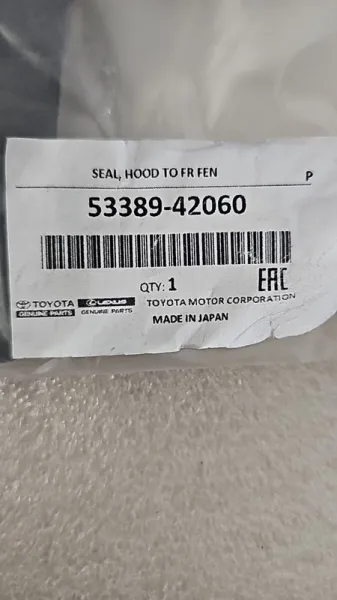 SEAL, HOOD TO FR FEN P
53389-42060
QTY: 1 EAC
TOYOTA LEXUS TOYOTA MOTOR CORPORATION
GENUINE PARTS GENUINE PARTS
MADE IN JAPAN